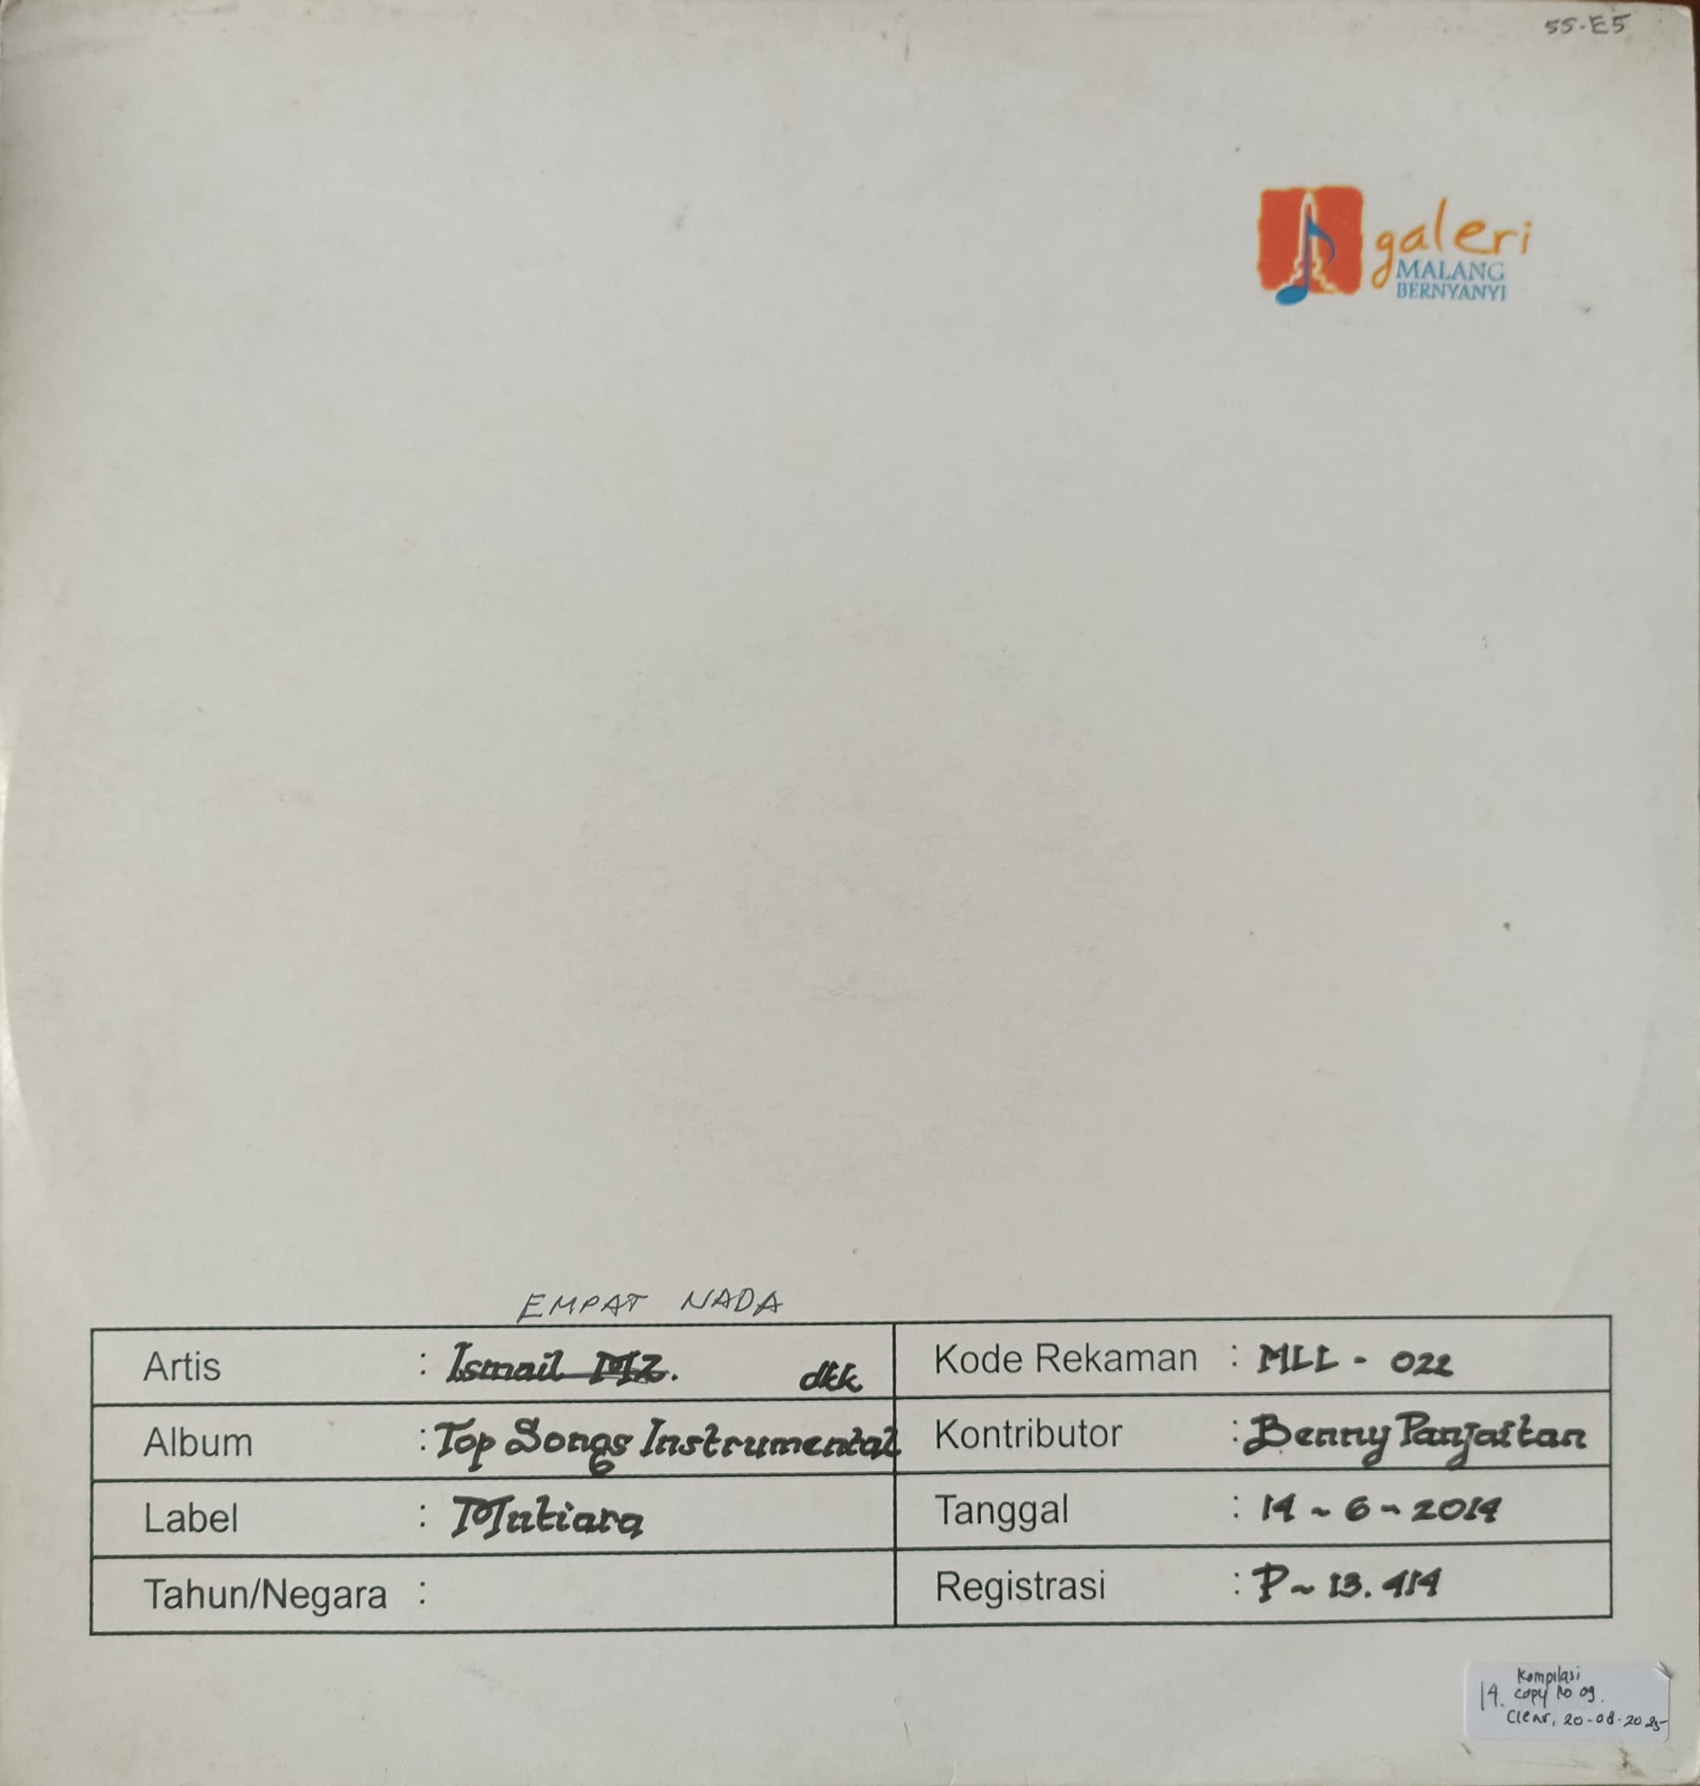 55-E5
galeri
MALANG
BERNYANYI
EMPAT NADA
Artis : Ismail MZ. dkk
Album : Top Songs Instrumental
Label : Mutiara
Tahun/Negara :
Kode Rekaman : MLL - 022
Kontributor : Benny Panjaitan
Tanggal : 14 ~ 6 ~ 2014
Registrasi : P ~ 13.414
Kompilasi
14. copy no 09.
Clear, 20-08-2025